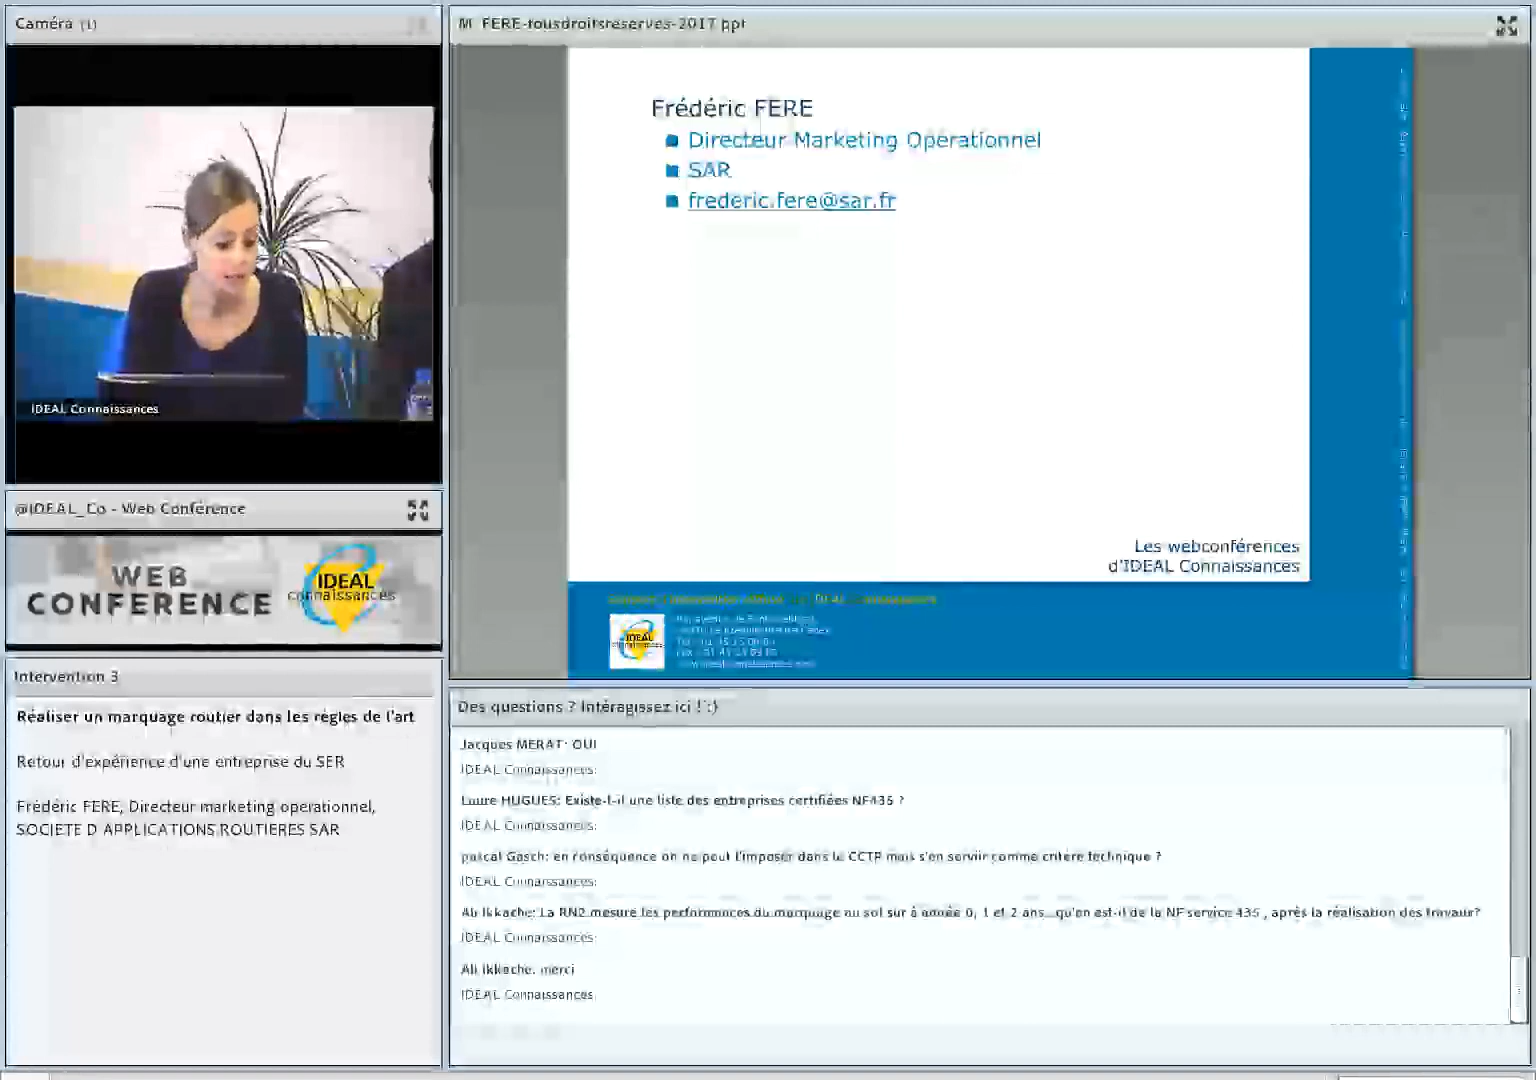 Caméra (1)
IDEAL Connaissances
@IDEAL_Co - Web Conférence
WEB
CONFERENCE
IDEAL
connaissances
Intervention 3
Réaliser un marquage routier dans les règles de l'art
Retour d'expérience d'une entreprise du SER
Frédéric FERE, Directeur marketing operationnel,
SOCIETE D APPLICATIONS ROUTIERES SAR
M_FERE-tousdroitsreserves-2017.ppt
Frédéric FERE
Directeur Marketing Opérationnel
SAR
frederic.fere@sar.fr
Les webconférences
d'IDEAL Connaissances
IDEAL
connaissances
Des questions ? Intéragissez ici ! :)
Jacques MERAT: OUI
IDEAL Connaissances:
Laure HUGUES: Existe-t-il une liste des entreprises certifiées NF435 ?
IDEAL Connaissances:
pascal Gasch: en conséquence on ne peut l'imposer dans le CCTP mais s'en servir comme critère technique ?
IDEAL Connaissances:
Ali Ikkache: La RN2 mesure les performances du marquage au sol sur à année 0, 1 et 2 ans...qu'en est-il de la NF service 435 , après la réalisation des travaux?
IDEAL Connaissances:
Ali Ikkache: merci
IDEAL Connaissances: